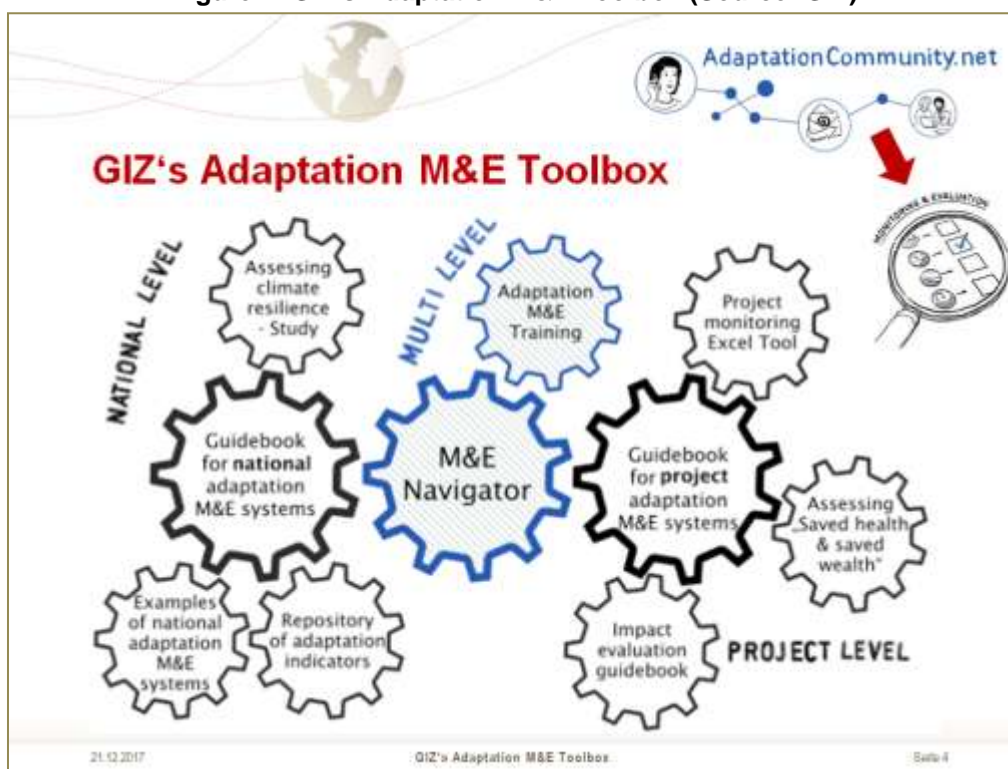 AdaptationCommunity.net
GIZ‘s Adaptation M&E Toolbox
MONITORING & EVALUATION
NATIONAL LEVEL
Assessing
climate
resilience
- Study
MULTI LEVEL
Adaptation
M&E
Training
Project
monitoring
Excel Tool
Guidebook
for national
adaptation
M&E systems
M&E
Navigator
Guidebook
for project
adaptation
M&E systems
Assessing
„Saved health
& saved
wealth“
Examples
of national
adaptation
M&E
systems
Repository
of adaptation
indicators
Impact
evaluation
guidebook
PROJECT LEVEL
21.12.2017
GIZ's Adaptation M&E Toolbox
Seite 4